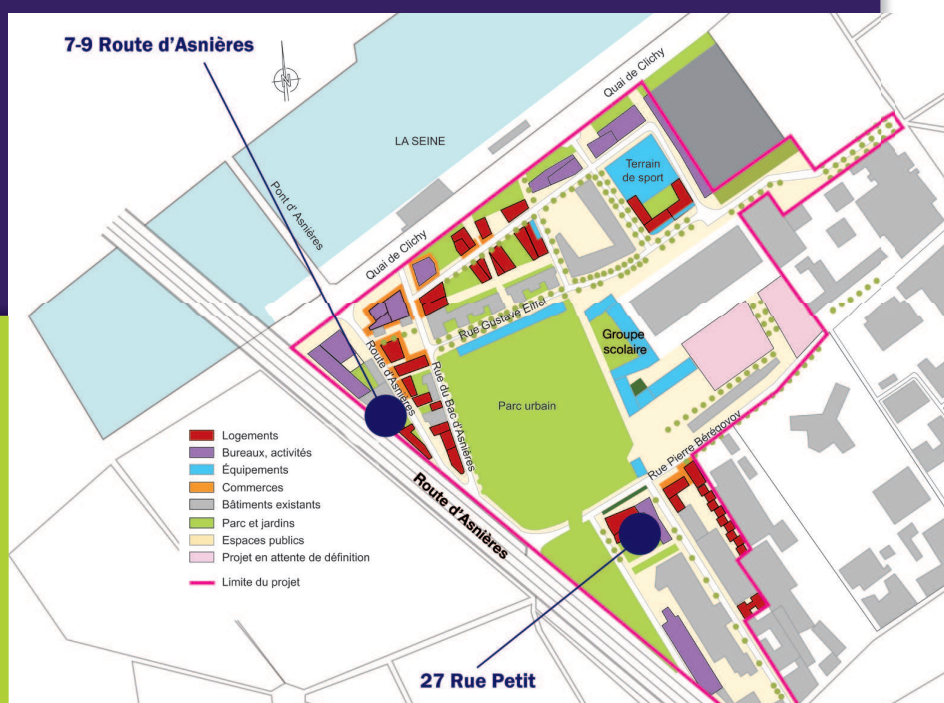 7-9 Route d'Asnières
N
Quai de Clichy
LA SEINE
Terrain
de sport
Pont d'Asnières
Quai de Clichy
Rue Gustave Eiffel
Groupe
scolaire
Route d'Asnières
Rue du Bac d'Asnières
Parc urbain
Rue Pierre Bérégovoy
Logements
Bureaux, activités
Équipements
Commerces
Bâtiments existants
Parc et jardins
Espaces publics
Projet en attente de définition
Limite du projet
Route d'Asnières
27 Rue Petit